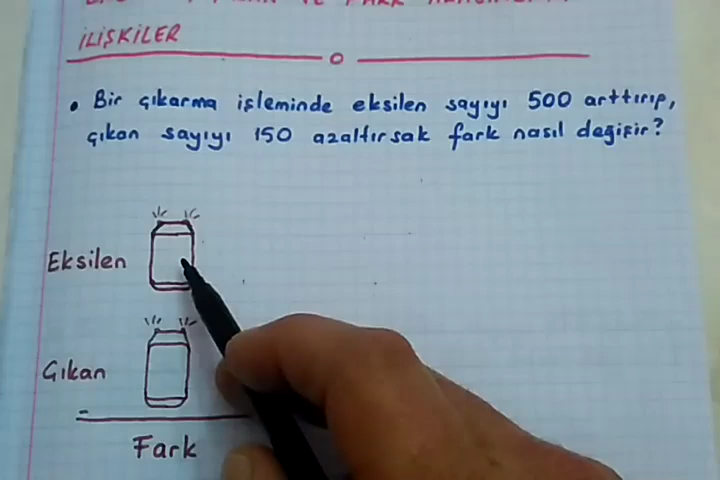 İLİŞKİLER
• Bir çıkarma işleminde eksilen sayıyı 500 arttırıp,
çıkan sayıyı 150 azaltırsak fark nasıl değişir?
Eksilen
Çıkan
-
Fark